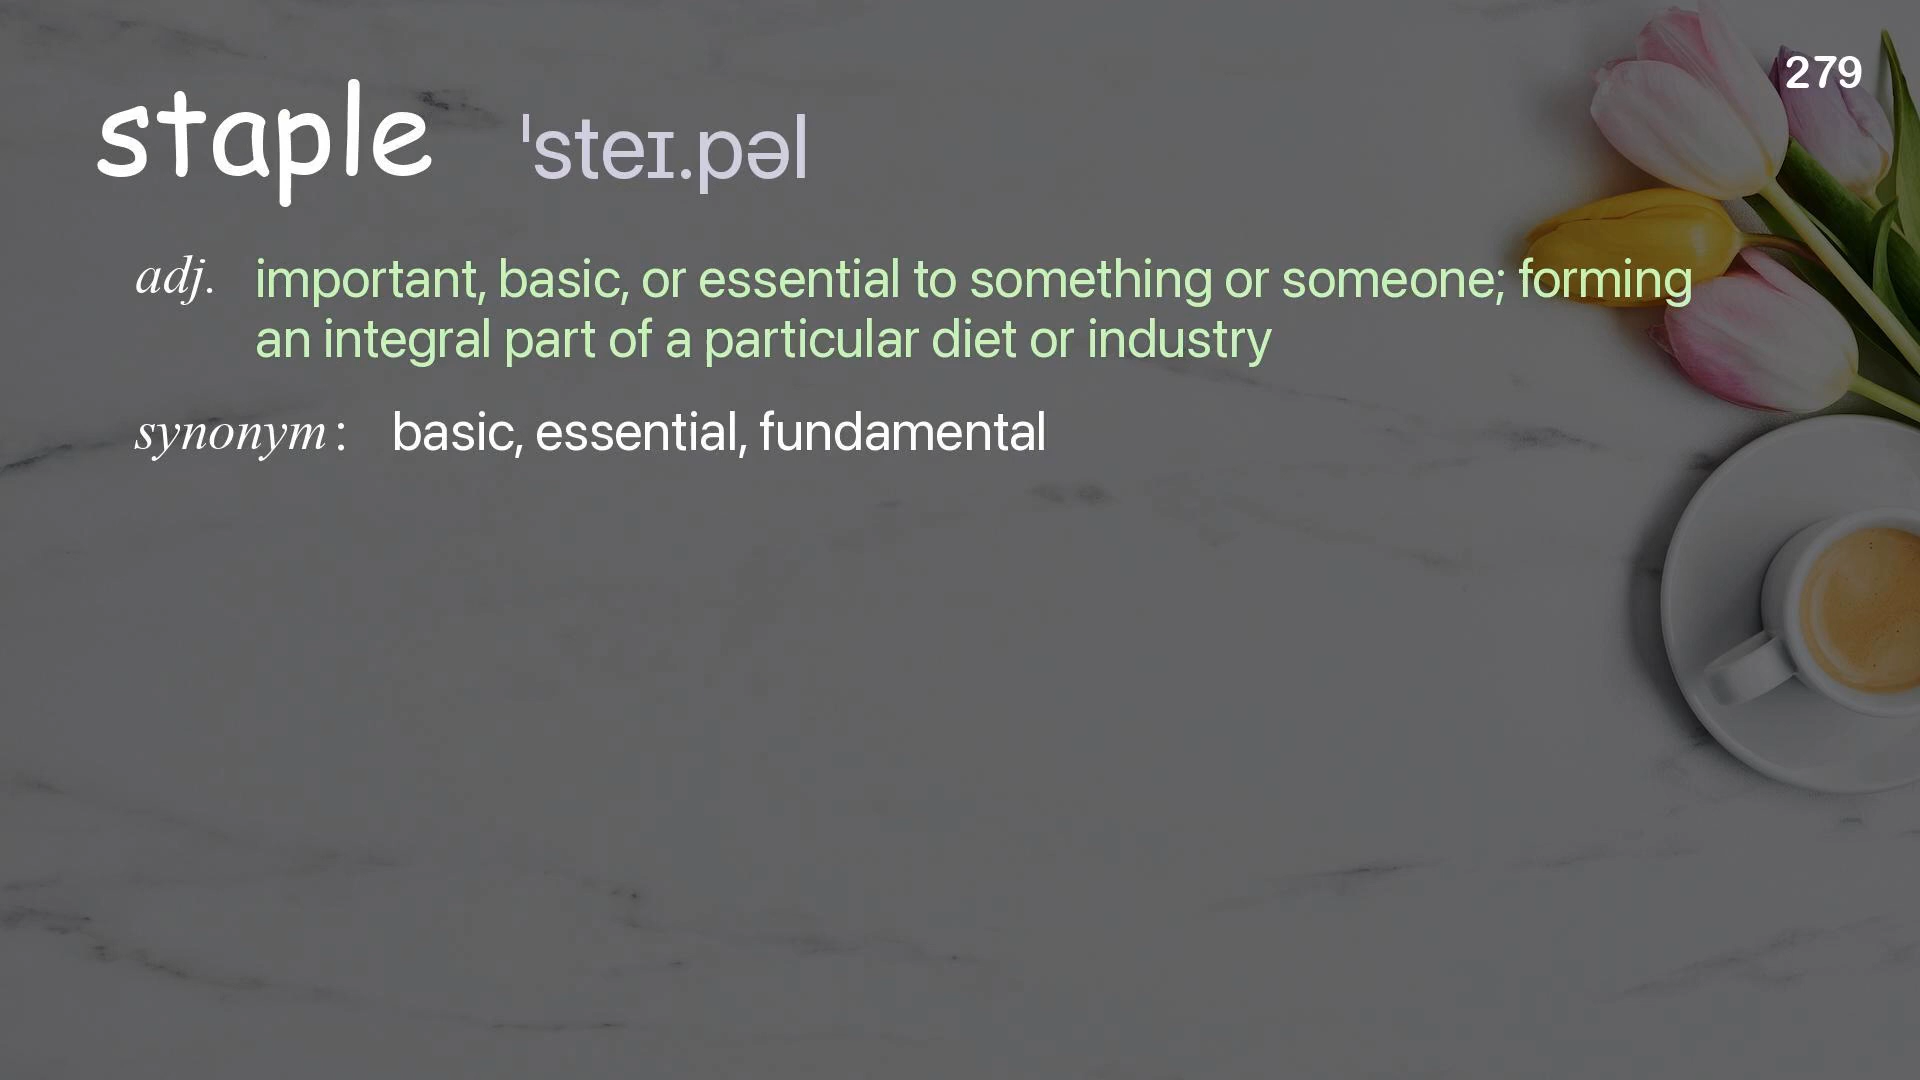 279
staple ˈsteɪ.pəl
adj. important, basic, or essential to something or someone; forming
an integral part of a particular diet or industry
synonym: basic, essential, fundamental